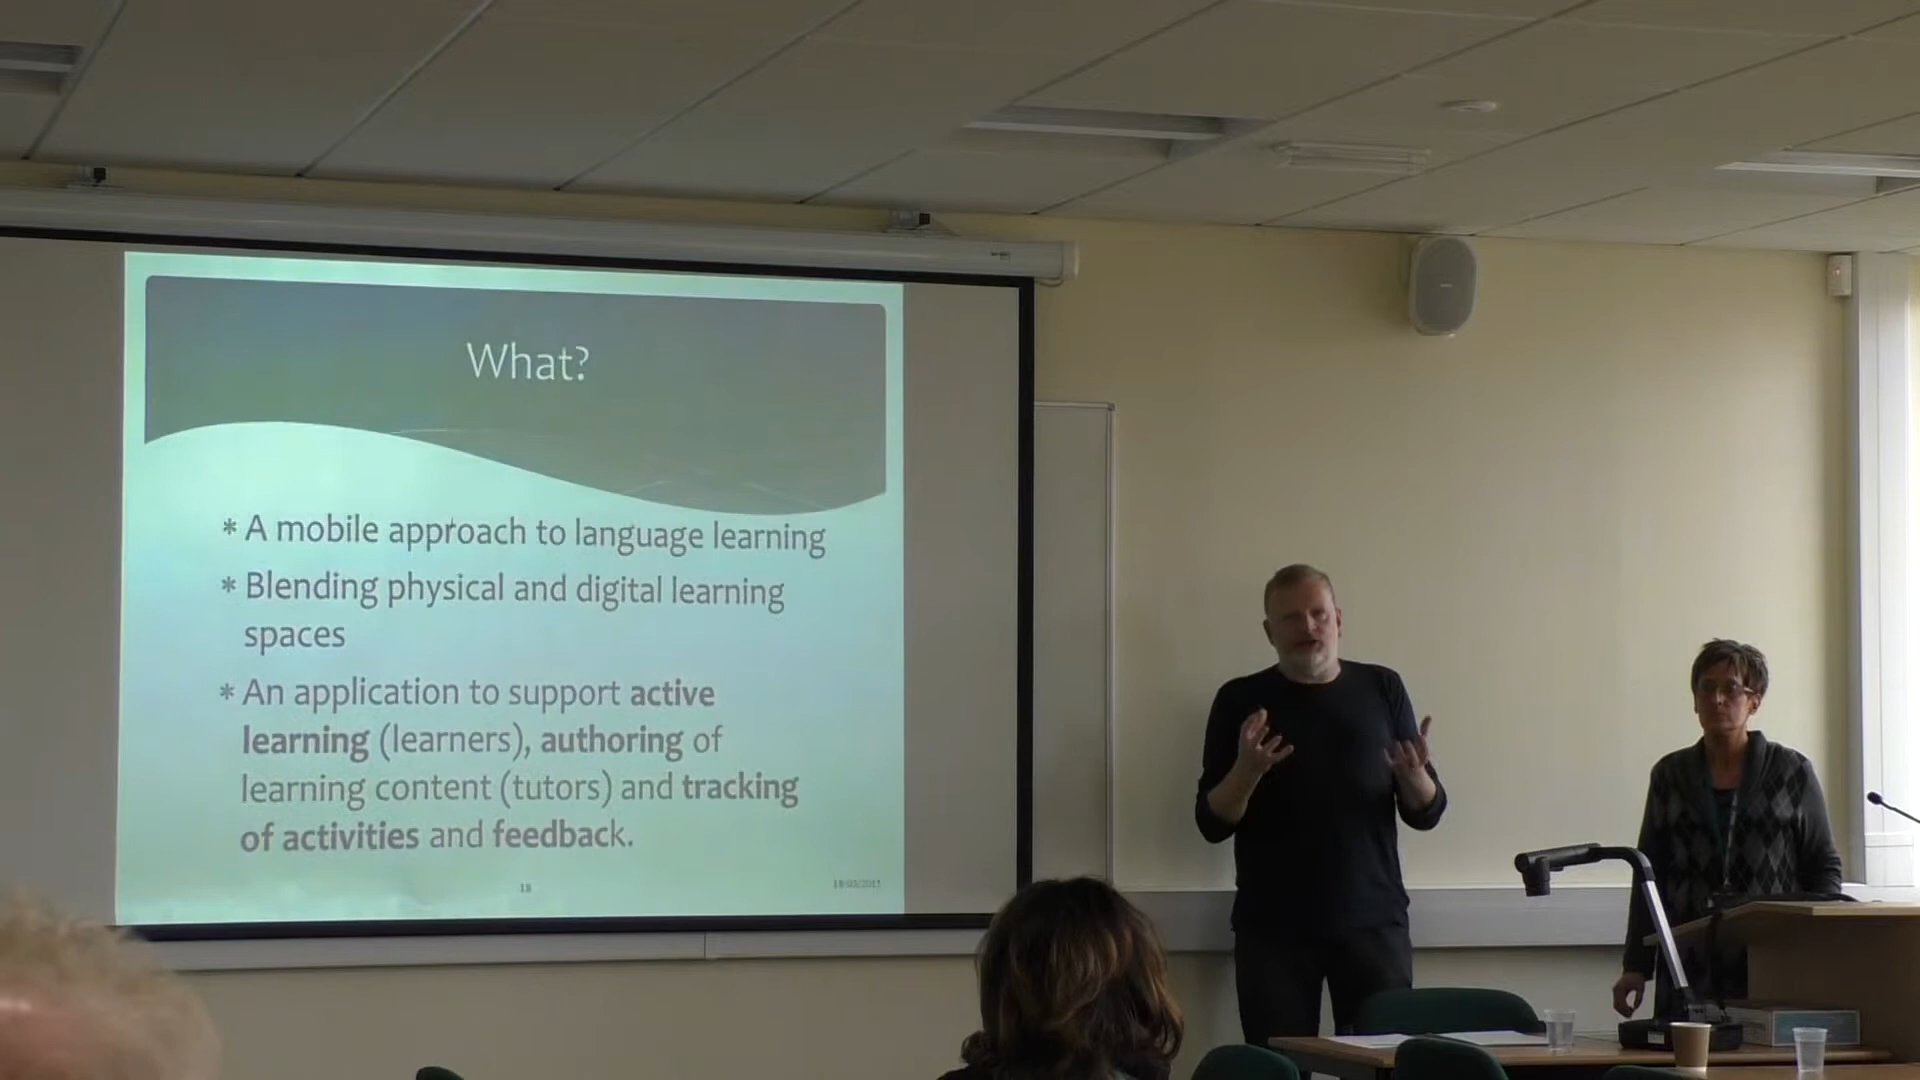 What?
* A mobile approach to language learning
* Blending physical and digital learning
spaces
* An application to support active
learning (learners), authoring of
learning content (tutors) and tracking
of activities and feedback.
18